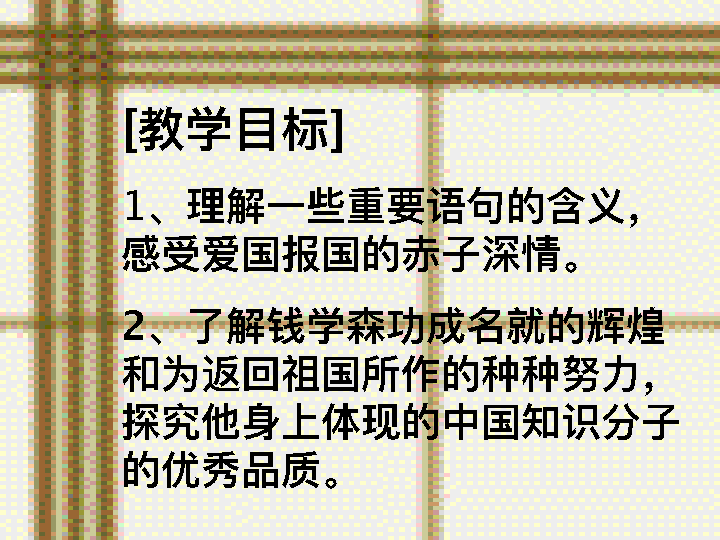 [教学目标]
1、理解一些重要语句的含义，
感受爱国报国的赤子深情。
2、了解钱学森功成名就的辉煌
和为返回祖国所作的种种努力，
探究他身上体现的中国知识分子
的优秀品质。